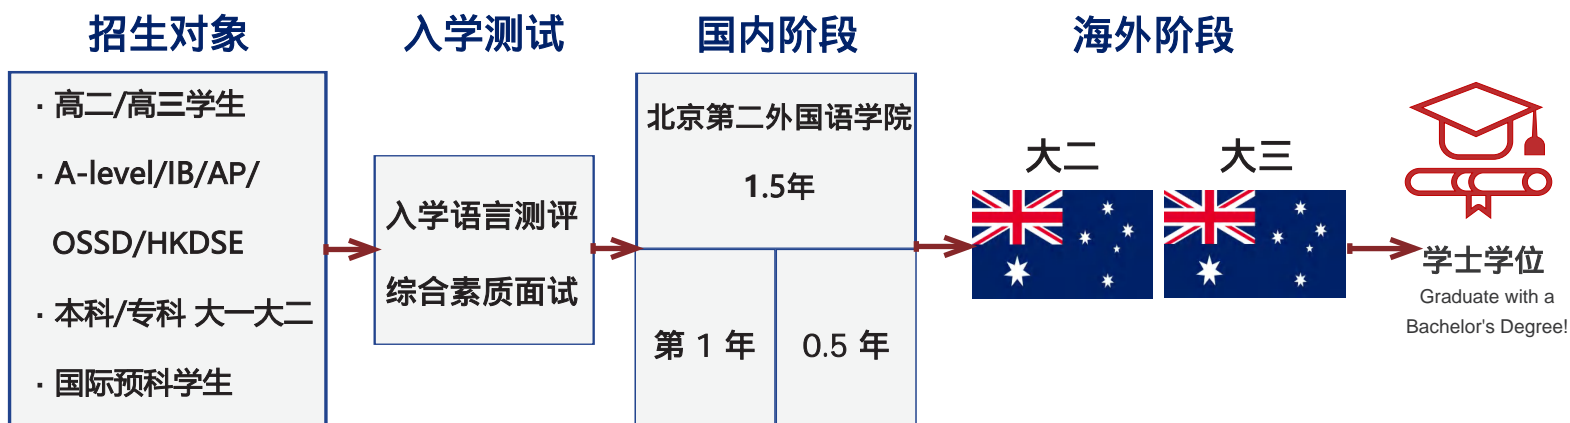 招生对象
· 高二/高三学生
· A-level/IB/AP/
OSSD/HKDSE
· 本科/专科 大一大二
· 国际预科学生
入学测试
入学语言测评
综合素质面试
国内阶段
北京第二外国语学院
1.5年
第 1 年
0.5 年
海外阶段
大二
大三
学士学位
Graduate with a
Bachelor's Degree!